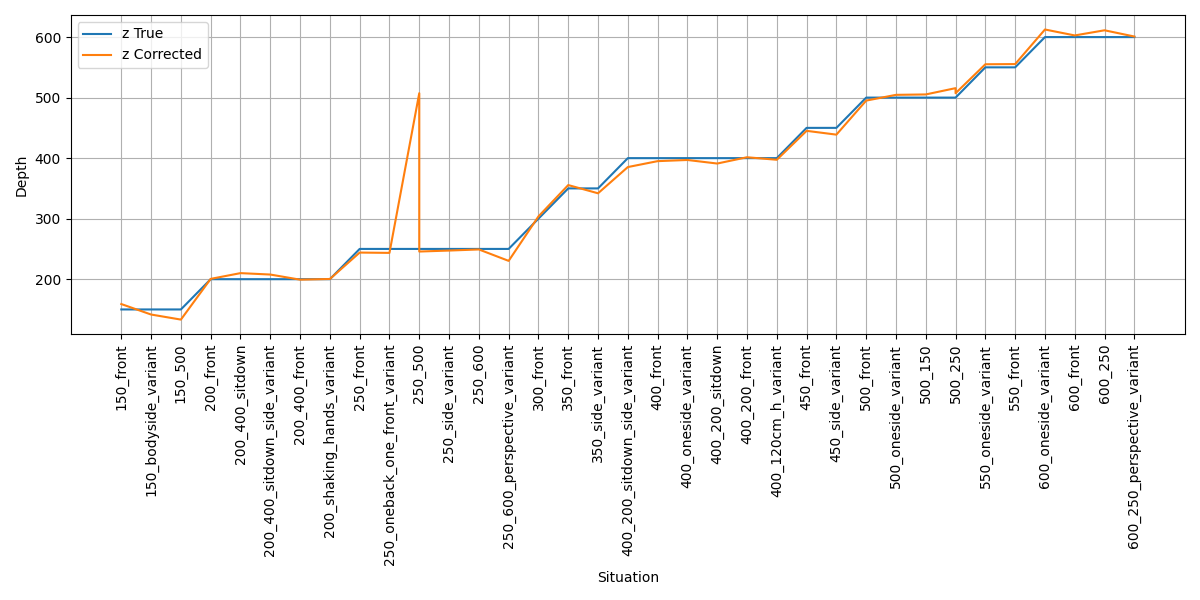 z True
z Corrected
600
500
400
300
200
Depth
150_front
150_bodyside_variant
150_500
200_front
200_400_sitdown
200_400_sitdown_side_variant
200_400_front
200_shaking_hands_variant
250_front
250_oneback_one_front_variant
250_500
250_side_variant
250_600
250_600_perspective_variant
300_front
350_front
350_side_variant
400_200_sitdown_side_variant
400_front
400_oneside_variant
400_200_sitdown
400_200_front
400_120cm_h_variant
450_front
450_side_variant
500_front
500_oneside_variant
500_150
500_250
550_oneside_variant
550_front
600_oneside_variant
600_front
600_250
600_250_perspective_variant
Situation